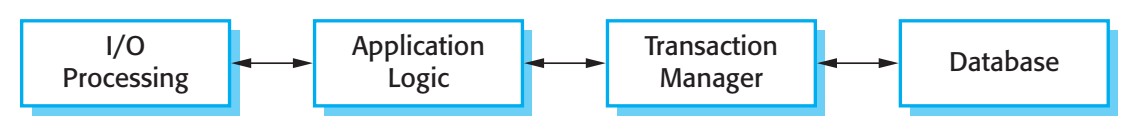 I/O
Processing
Application
Logic
Transaction
Manager
Database